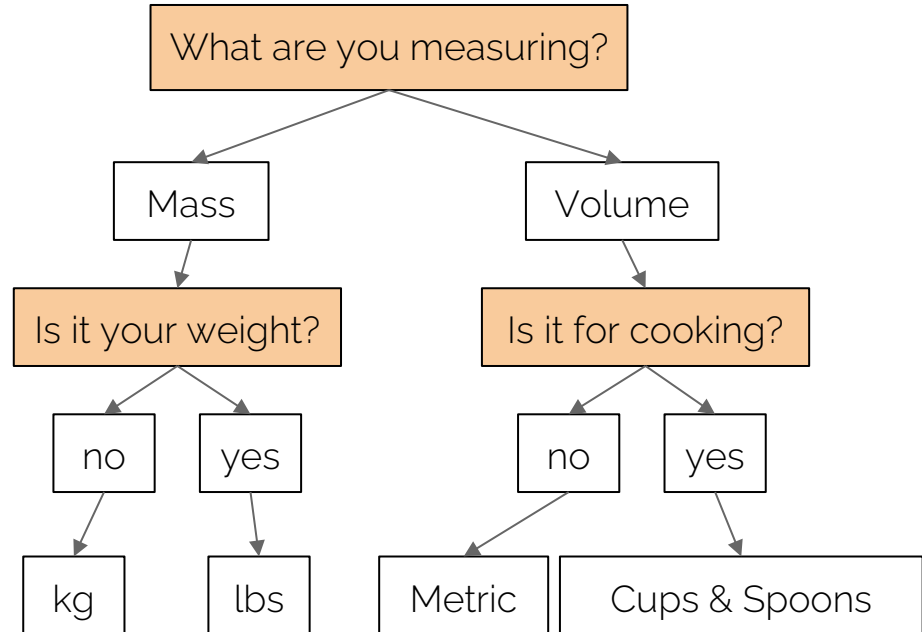 What are you measuring?
Mass
Volume
Is it your weight?
Is it for cooking?
no
yes
no
yes
kg
lbs
Metric
Cups & Spoons